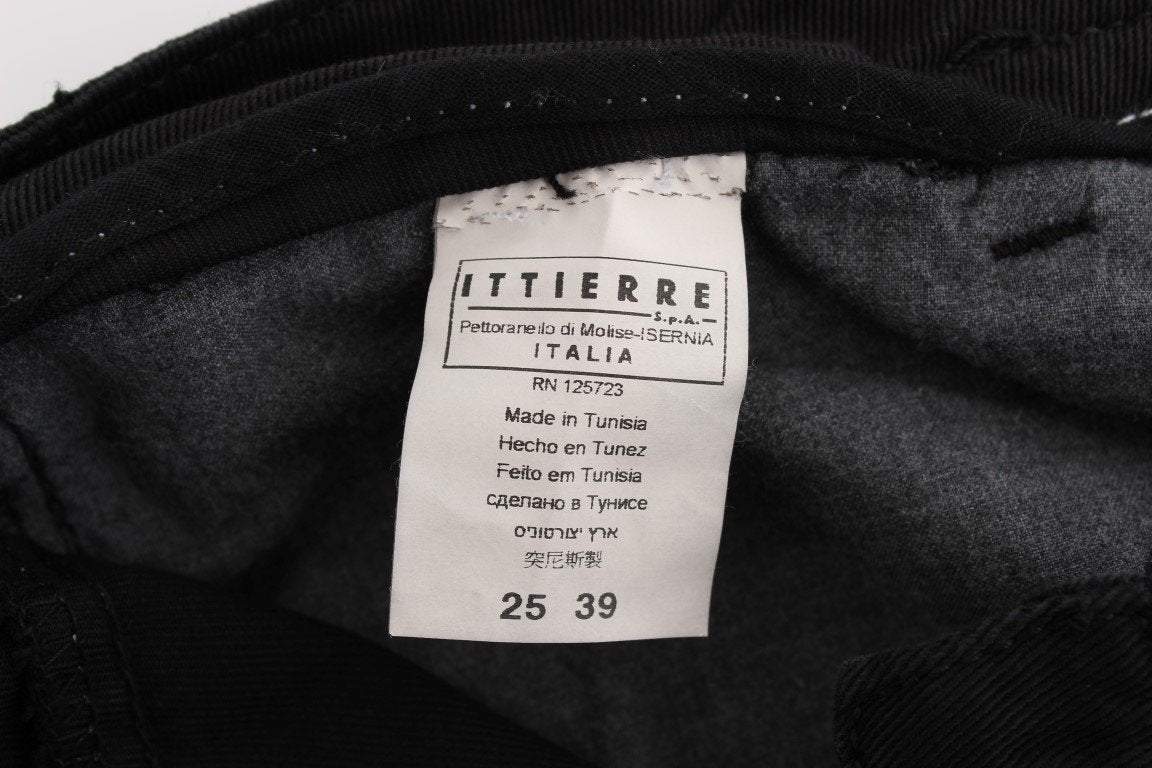 ITTIERRE
S.p.A.
Pettoranello di Molise-ISERNIA
ITALIA
RN 125723
Made in Tunisia
Hecho en Tunez
Feito em Tunisia
сделано в Тунисе
ארץ יצורטוניס
突尼斯製
25 39